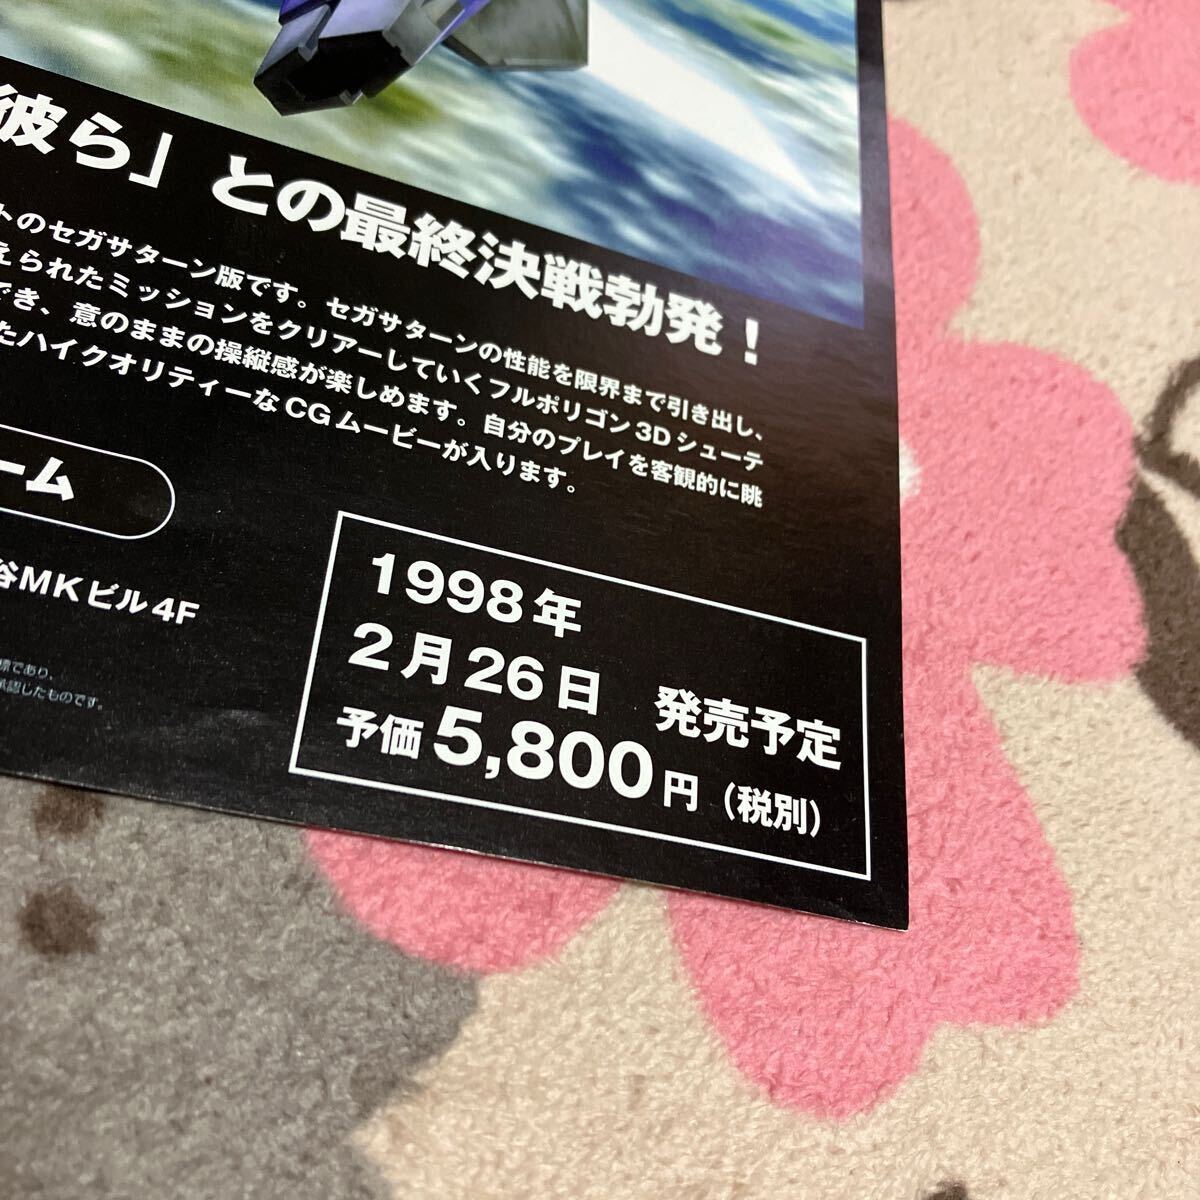 彼ら」との最終決戦勃発!
トのセガサターン版です。セガサターンの性能を限界まで引き出し、
えられたミッションをクリアーしていくフルポリゴン3Dシューテ
でき、意のままの操縦感が楽しめます。自分のプレイを客観的に眺
たハイクオリティーなCGムービーが入ります。
ーム
谷MKビル4F
標であり、
承認したものです。
1998年
2月26日 発売予定
予価5,800円(税別)